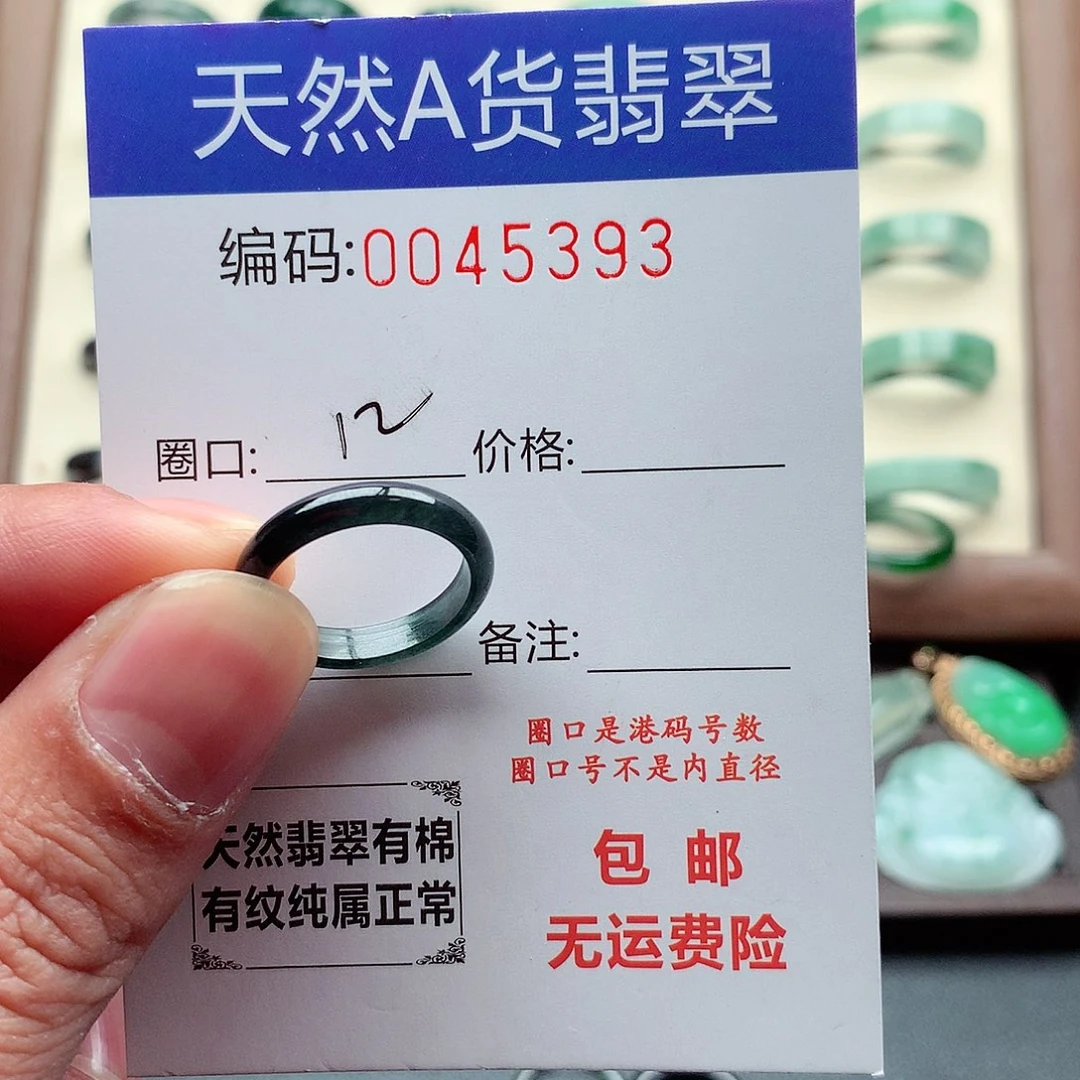 天然A货翡翠
编码:0045393
圈口: 12 价格:
备注:
圈口是港码号数
圈口号不是内直径
天然翡翠有棉
有纹纯属正常
包 邮
无运费险